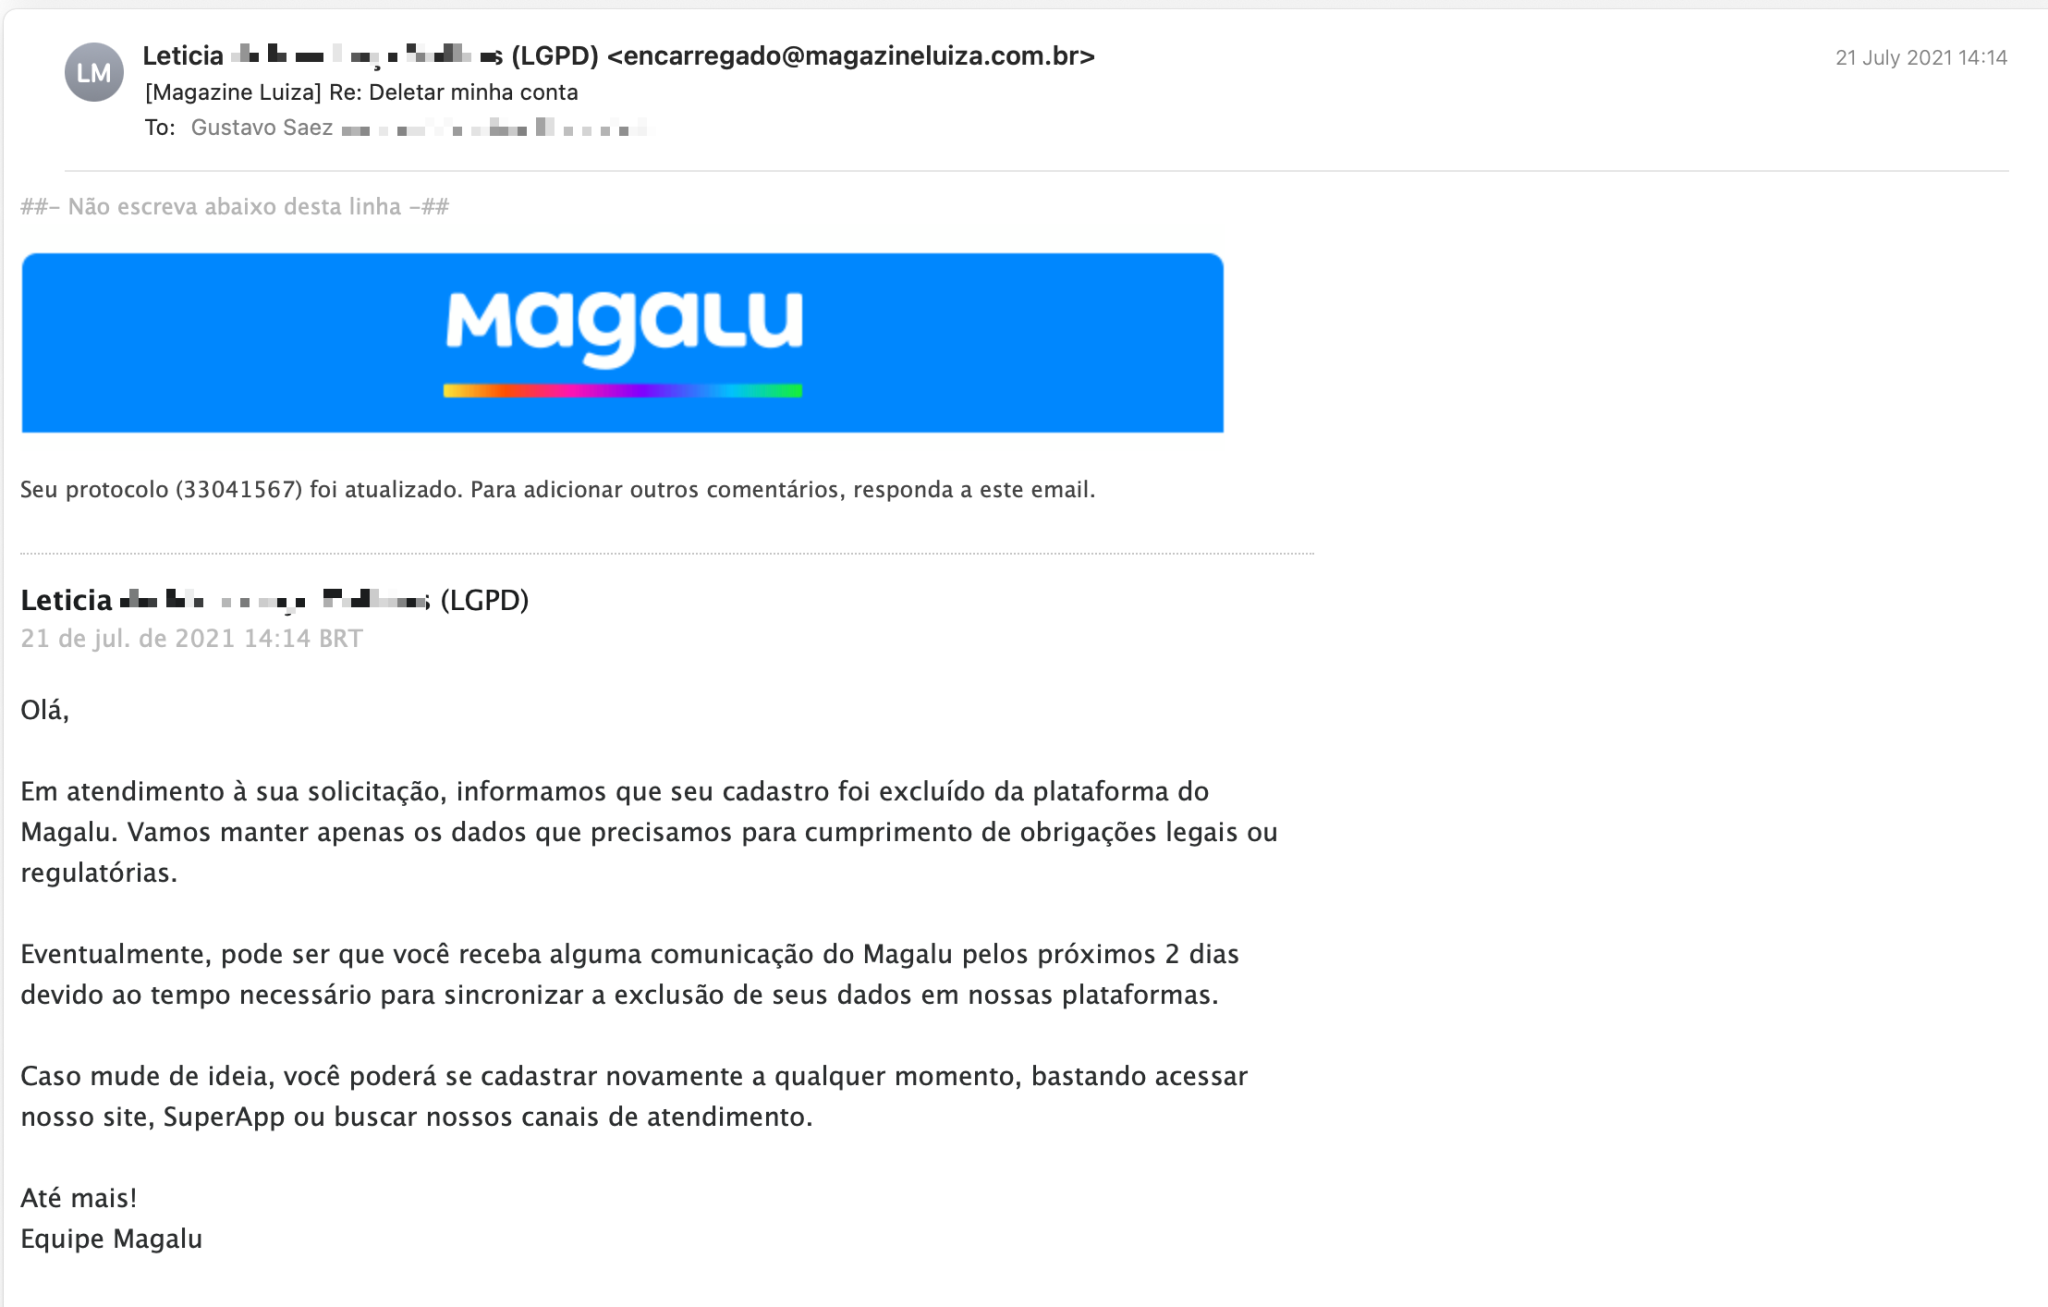 LM
Leticia (LGPD) <encarregado@magazineluiza.com.br>
21 July 2021 14:14
[Magazine Luiza] Re: Deletar minha conta
To: Gustavo Saez
##- Não escreva abaixo desta linha -##
Magalu
Seu protocolo (33041567) foi atualizado. Para adicionar outros comentários, responda a este email.
Leticia (LGPD)
21 de jul. de 2021 14:14 BRT
Olá,
Em atendimento à sua solicitação, informamos que seu cadastro foi excluído da plataforma do
Magalu. Vamos manter apenas os dados que precisamos para cumprimento de obrigações legais ou
regulatórias.
Eventualmente, pode ser que você receba alguma comunicação do Magalu pelos próximos 2 dias
devido ao tempo necessário para sincronizar a exclusão de seus dados em nossas plataformas.
Caso mude de ideia, você poderá se cadastrar novamente a qualquer momento, bastando acessar
nosso site, SuperApp ou buscar nossos canais de atendimento.
Até mais!
Equipe Magalu